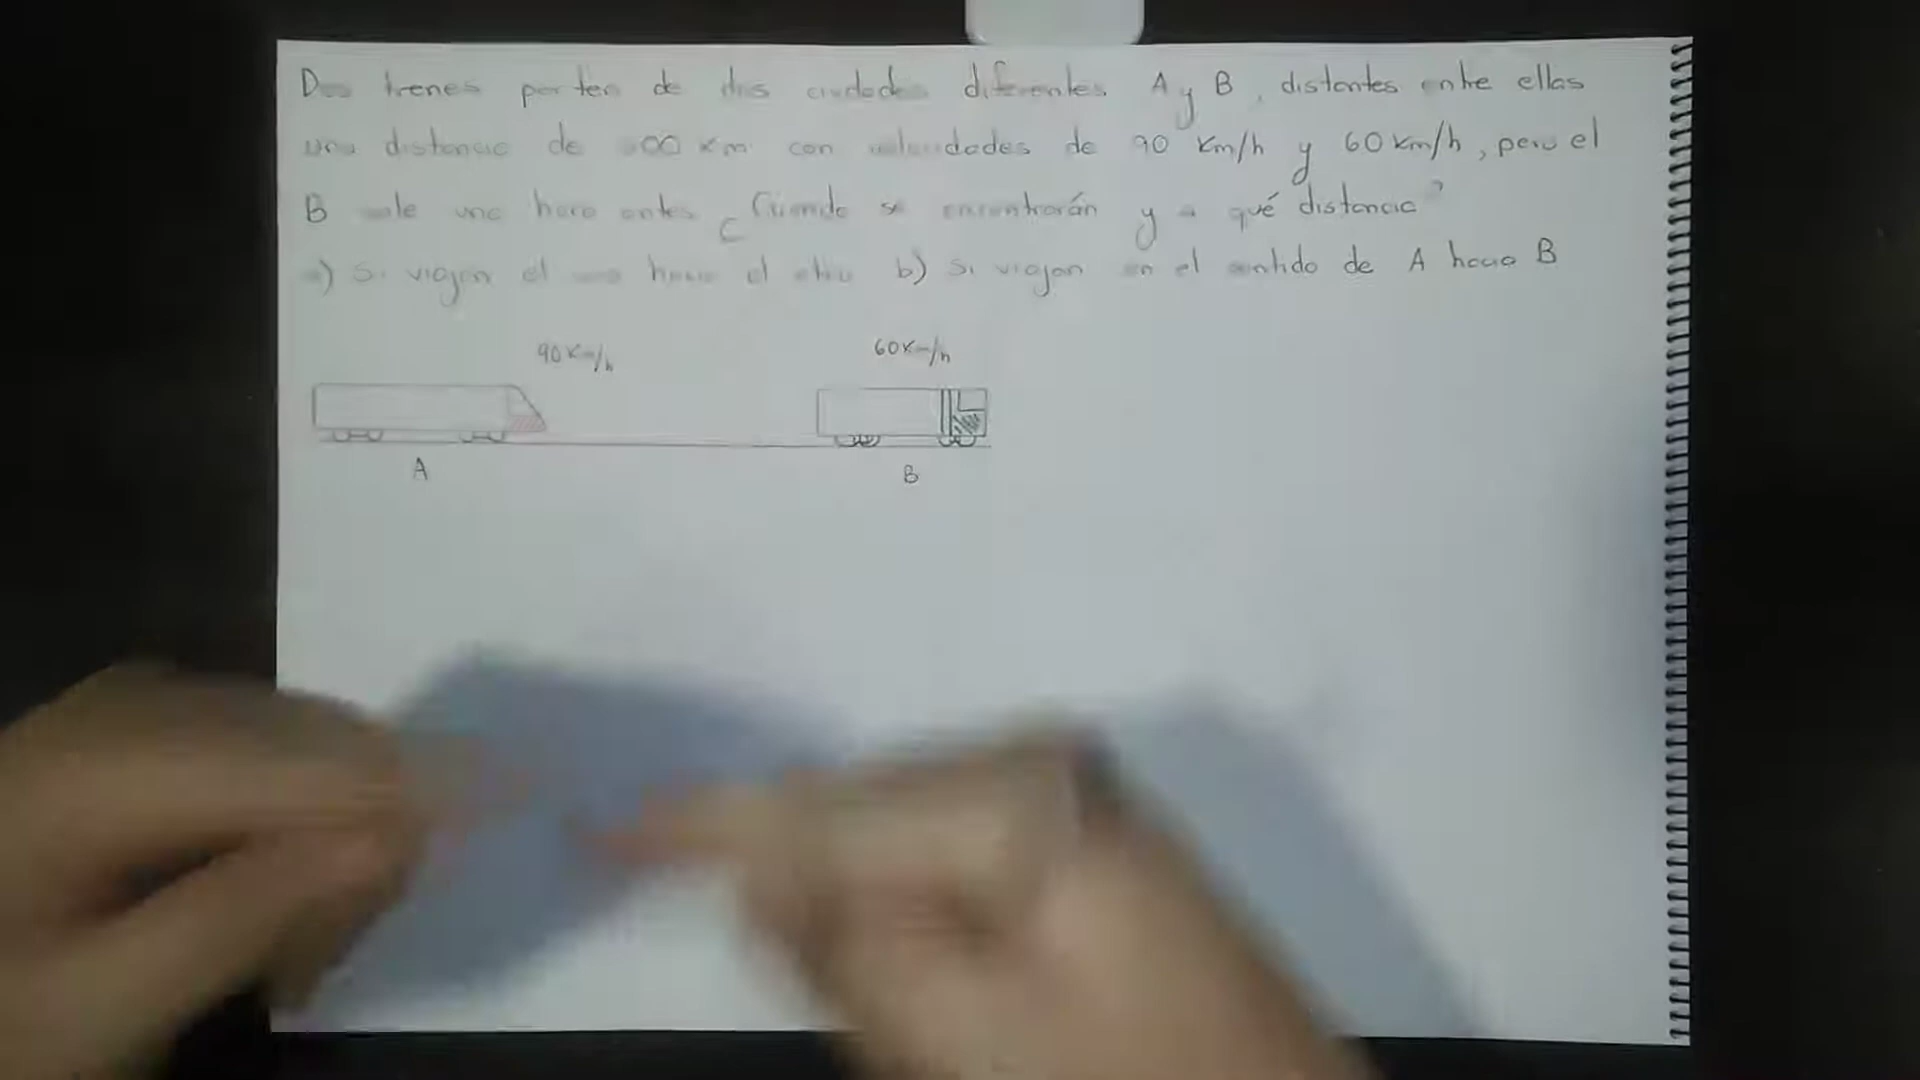 Dos trenes parten de dos ciudades diferentes A y B, distantes entre ellas
una distancia de 00 km con velocidades de 90 km/h y 60 km/h, pero el
B sale una hora antes ¿Cuando se encontrarán y a qué distancia?
a) Si viajan el uno hacia el otro b) Si viajan en el sentido de A hacia B
90 km/h 60 km/h
A B